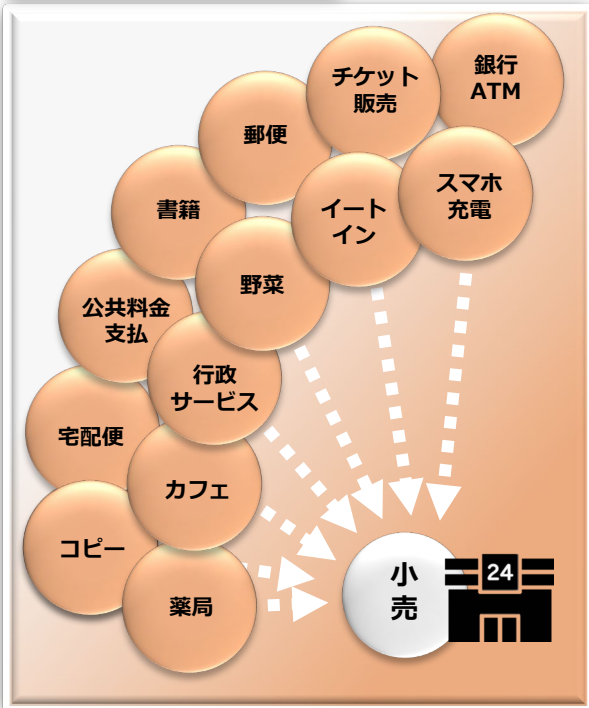 銀行
ATM
チケット
販売
郵便
スマホ
充電
イート
イン
書籍
野菜
公共料金
支払
行政
サービス
宅配便
カフェ
コピー
薬局
小
売
24